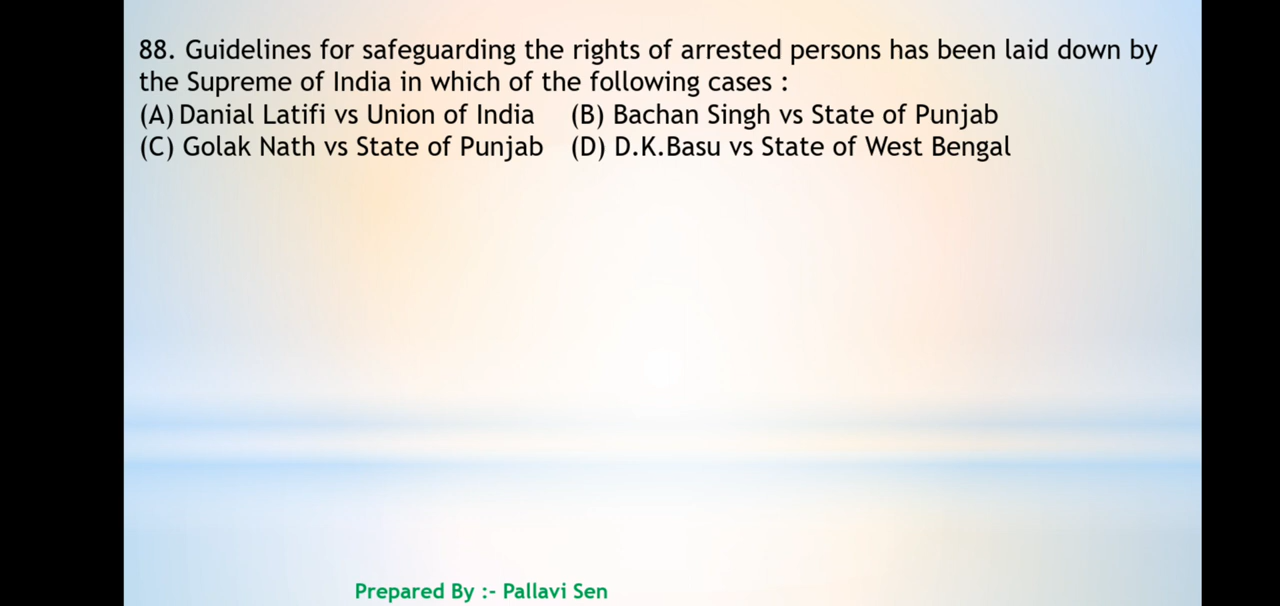 88. Guidelines for safeguarding the rights of arrested persons has been laid down by
the Supreme of India in which of the following cases :
(A) Danial Latifi vs Union of India (B) Bachan Singh vs State of Punjab
(C) Golak Nath vs State of Punjab (D) D.K.Basu vs State of West Bengal
Prepared By :- Pallavi Sen